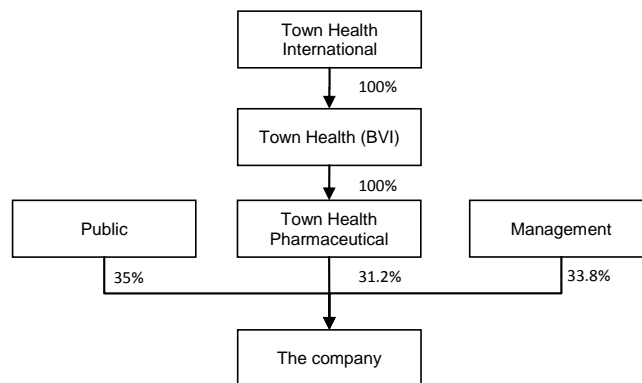 Town Health
International
100%
Town Health (BVI)
100%
Public
Town Health
Pharmaceutical
Management
35%
31.2%
33.8%
The company